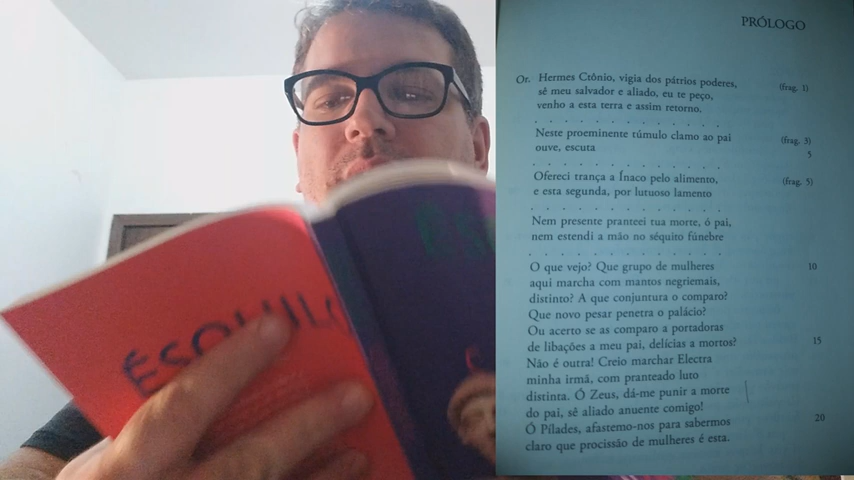 ÉSQUILO
PRÓLOGO
Or. Hermes Ctônio, vigia dos pátrios poderes, (frag. 1)
sê meu salvador e aliado, eu te peço,
venho a esta terra e assim retorno.
. . . . . . . . . . . . .
Neste proeminente túmulo clamo ao pai (frag. 3)
ouve, escuta 5
. . . . . . . . . . . . .
Ofereci trança a Ínaco pelo alimento, (frag. 5)
e esta segunda, por lutuoso lamento
. . . . . . . . . . . . .
Nem presente pranteei tua morte, ó pai,
nem estendi a mão no séquito fúnebre
. . . . . . . . . . . . .
O que vejo? Que grupo de mulheres 10
aqui marcha com mantos negriemais,
distinto? A que conjuntura o comparo?
Que novo pesar penetra o palácio?
Ou acerto se as comparo a portadoras
de libações a meu pai, delícias a mortos? 15
Não é outra! Creio marchar Electra
minha irmã, com pranteado luto
distinta. Ó Zeus, dá-me punir a morte
do pai, sê aliado anuente comigo!
Ó Pílades, afastemo-nos para sabermos 20
claro que procissão de mulheres é esta.